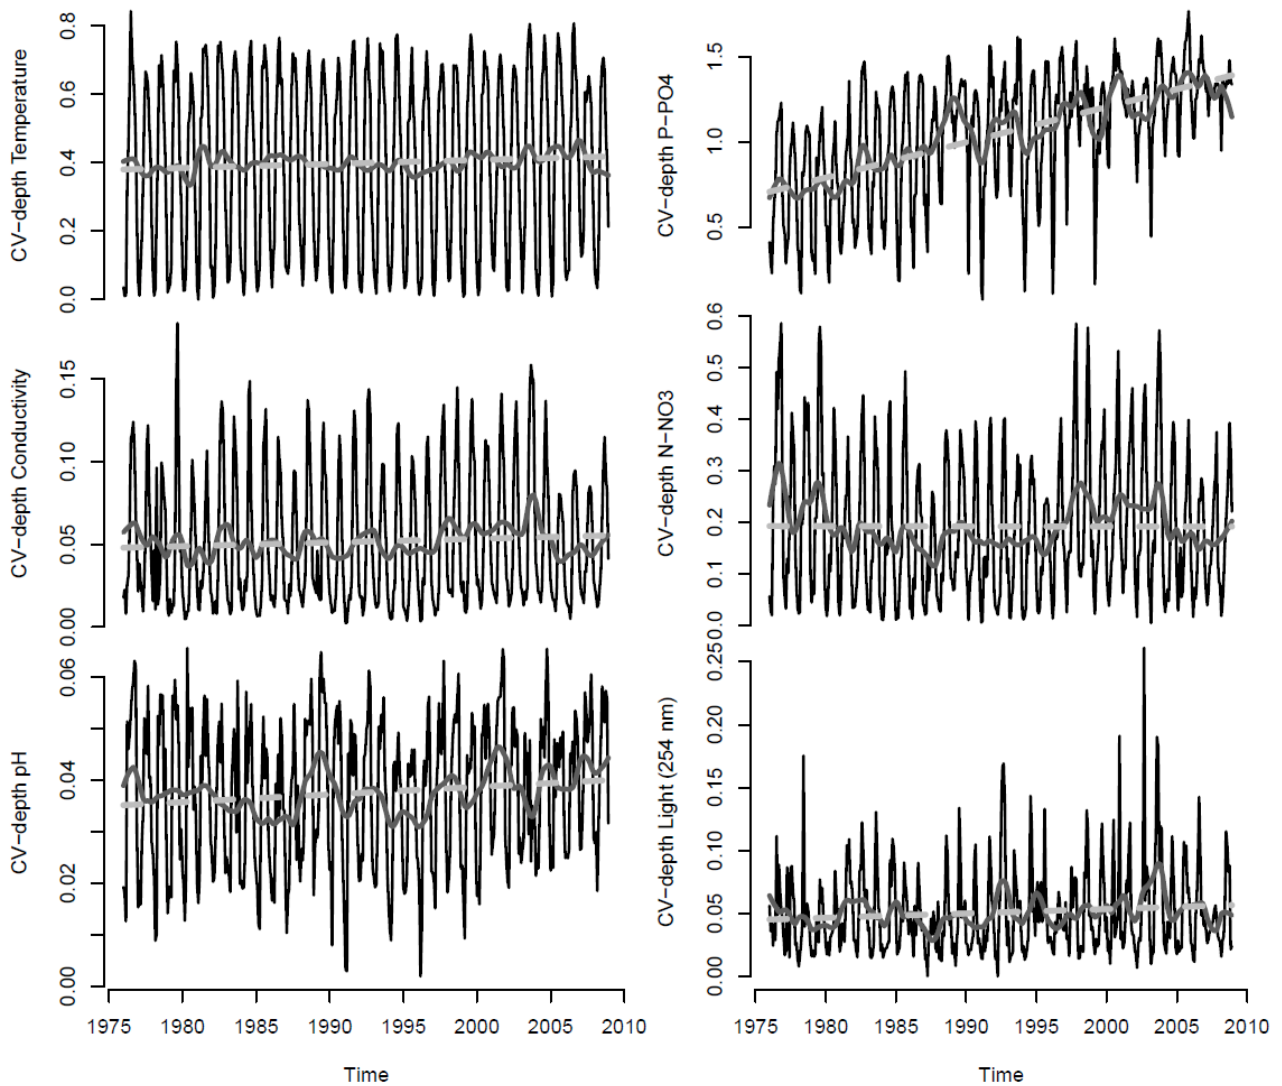 CV−depth Temperature
0.0 0.2 0.4 0.6 0.8
CV−depth P−PO4
0.5 1.0 1.5
CV−depth Conductivity
0.00 0.05 0.10 0.15
CV−depth N−NO3
0.0 0.1 0.2 0.3 0.4 0.5 0.6
CV−depth pH
0.00 0.02 0.04 0.06
CV−depth Light (254 nm)
0.00 0.05 0.10 0.15 0.20 0.25
1975 1980 1985 1990 1995 2000 2005 2010
Time
1975 1980 1985 1990 1995 2000 2005 2010
Time